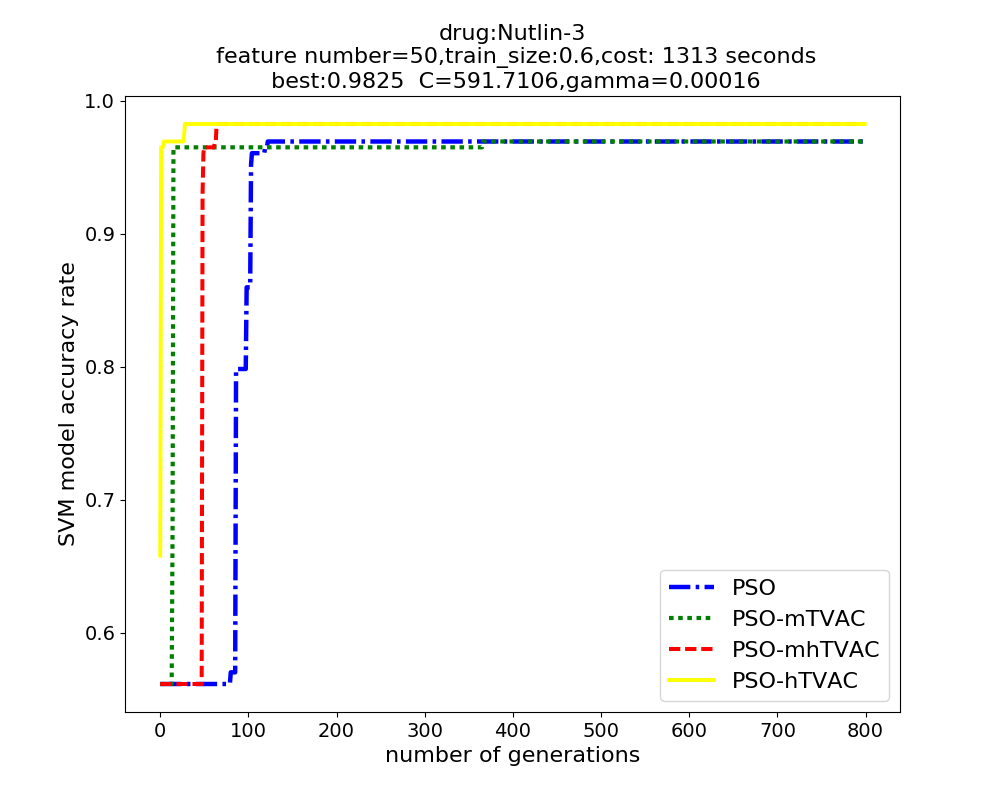 drug:Nutlin-3
feature number=50,train_size:0.6,cost: 1313 seconds
best:0.9825  C=591.7106,gamma=0.00016
1.0
0.9
0.8
0.7
0.6
SVM model accuracy rate
PSO
PSO-mTVAC
PSO-mhTVAC
PSO-hTVAC
0 100 200 300 400 500 600 700 800
number of generations